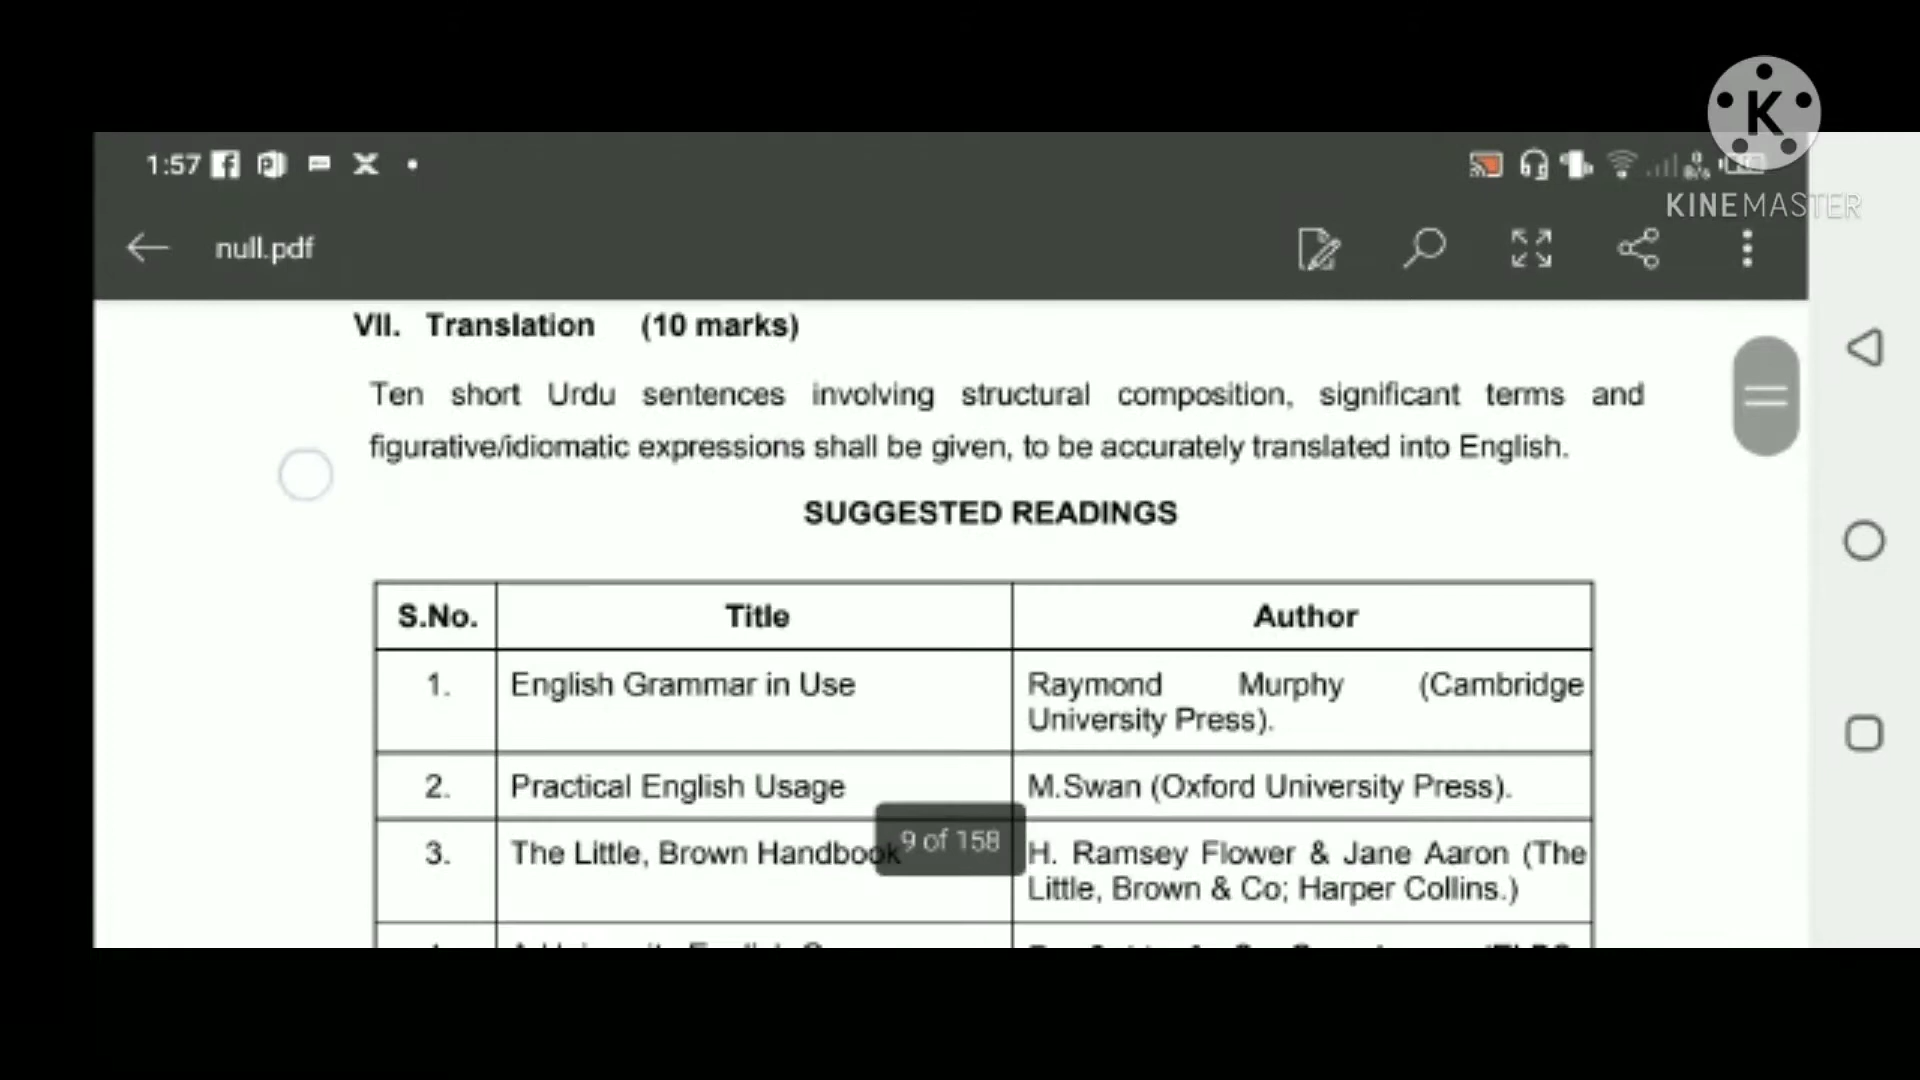 K
KINEMASTER
1:57
null.pdf
VII. Translation (10 marks)
Ten short Urdu sentences involving structural composition, significant terms and
figurative/idiomatic expressions shall be given, to be accurately translated into English.
SUGGESTED READINGS
S.No. Title Author
1. English Grammar in Use Raymond Murphy (Cambridge
University Press).
2. Practical English Usage M.Swan (Oxford University Press).
3. The Little, Brown Handbook H. Ramsey Flower & Jane Aaron (The
Little, Brown & Co; Harper Collins.)
9 of 158